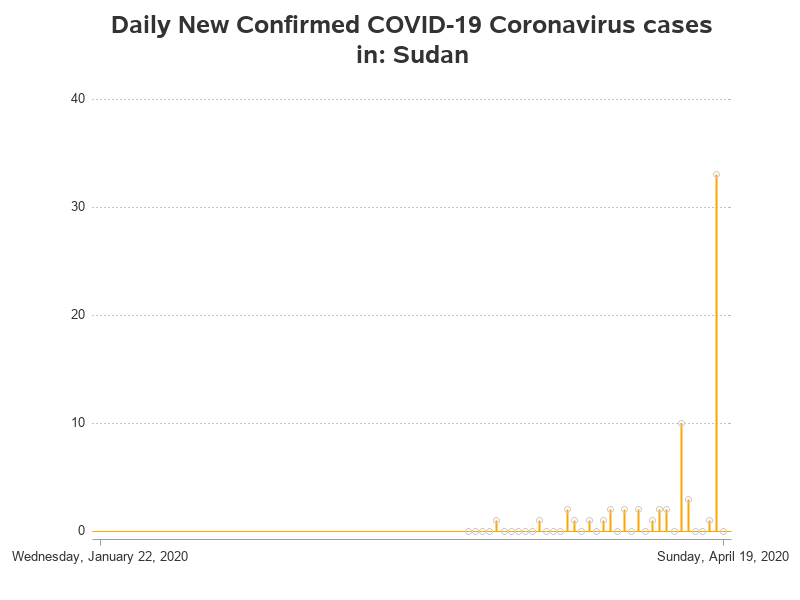 Daily New Confirmed COVID-19 Coronavirus cases
in: Sudan
40
30
20
10
0
Wednesday, January 22, 2020
Sunday, April 19, 2020